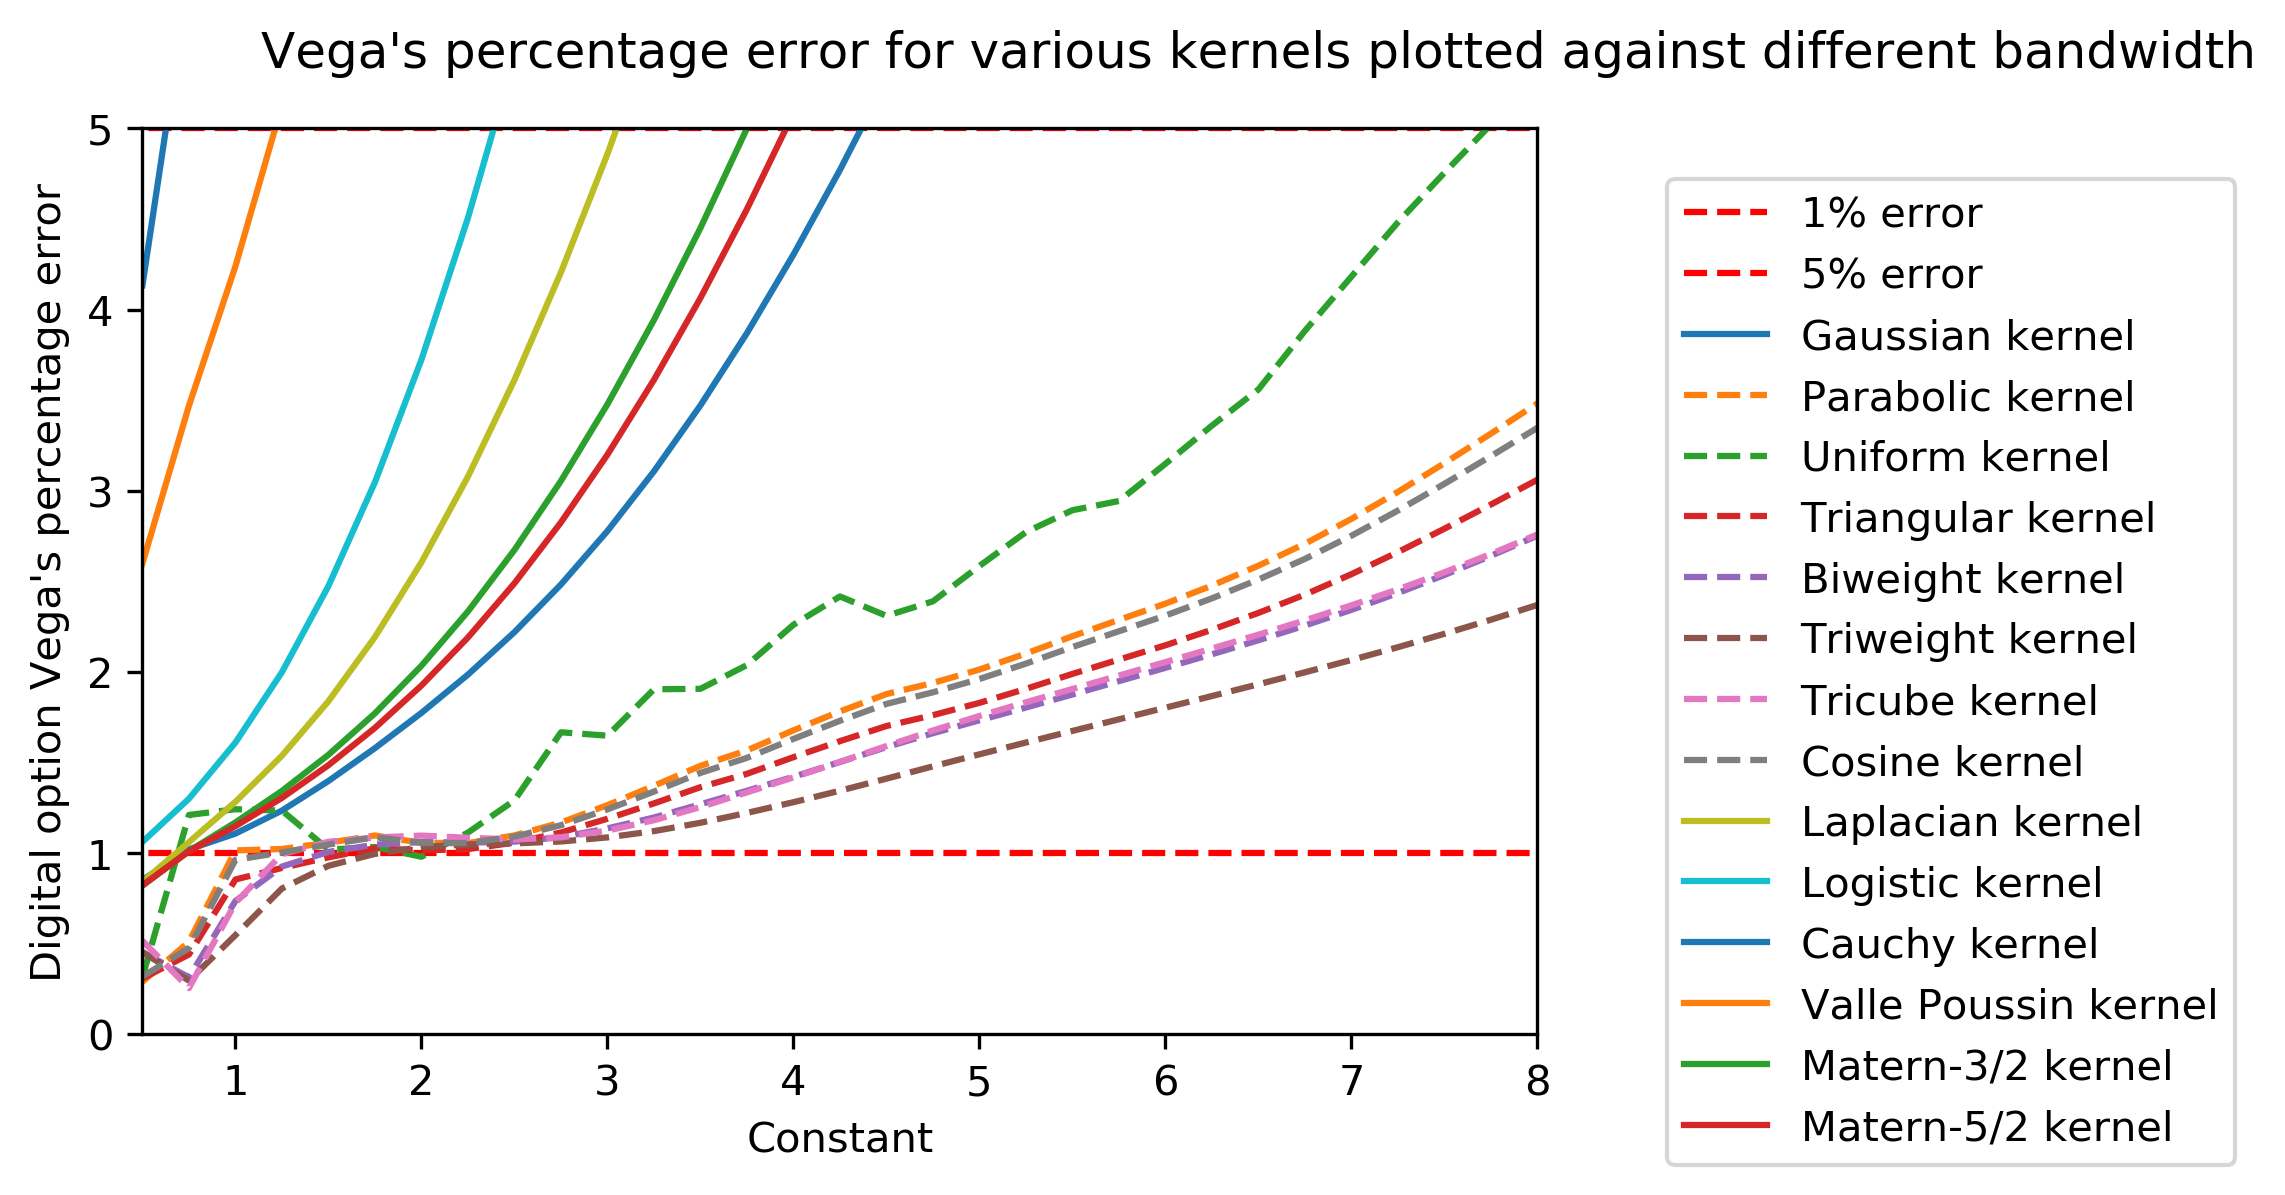 Vega's percentage error for various kernels plotted against different bandwidth
Digital option Vega's percentage error
5
4
3
2
1
0
1 2 3 4 5 6 7 8
Constant
1% error
5% error
Gaussian kernel
Parabolic kernel
Uniform kernel
Triangular kernel
Biweight kernel
Triweight kernel
Tricube kernel
Cosine kernel
Laplacian kernel
Logistic kernel
Cauchy kernel
Valle Poussin kernel
Matern-3/2 kernel
Matern-5/2 kernel